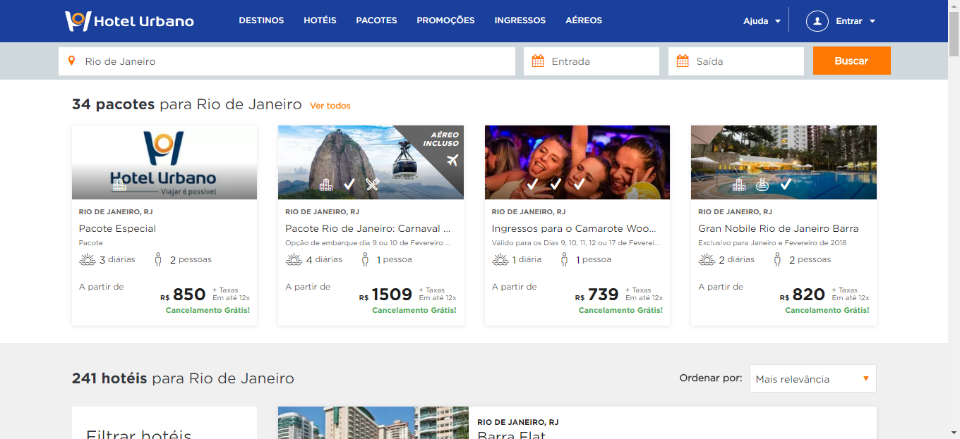 Hotel Urbano
DESTINOS HOTÉIS PACOTES PROMOÇÕES INGRESSOS AÉREOS
Ajuda Entrar
Rio de Janeiro Entrada Saída Buscar
34 pacotes para Rio de Janeiro Ver todos
Hotel Urbano
Viajar é possível
RIO DE JANEIRO, RJ
Pacote Especial
Pacote
3 diárias 2 pessoas
A partir de
R$ 850 + Taxas
Em até 12x
Cancelamento Grátis!
AÉREO
INCLUSO
RIO DE JANEIRO, RJ
Pacote Rio de Janeiro: Carnaval ...
Opção de embarque dia 9 ou 10 de Fevereiro ...
4 diárias 1 pessoa
A partir de
R$ 1509 + Taxas
Em até 12x
Cancelamento Grátis!
RIO DE JANEIRO, RJ
Ingressos para o Camarote Woo...
Válido para os Dias 9, 10, 11, 12 ou 17 de Feverei...
1 diária 1 pessoa
A partir de
R$ 739 + Taxas
Em até 12x
Cancelamento Grátis!
RIO DE JANEIRO, RJ
Gran Nobile Rio de Janeiro Barra
Exclusivo para Janeiro e Fevereiro de 2018
2 diárias 2 pessoas
A partir de
R$ 820 + Taxas
Em até 12x
Cancelamento Grátis!
241 hotéis para Rio de Janeiro
Ordenar por: Mais relevância
Filtrar hotéis
RIO DE JANEIRO, RJ
Barra Flat